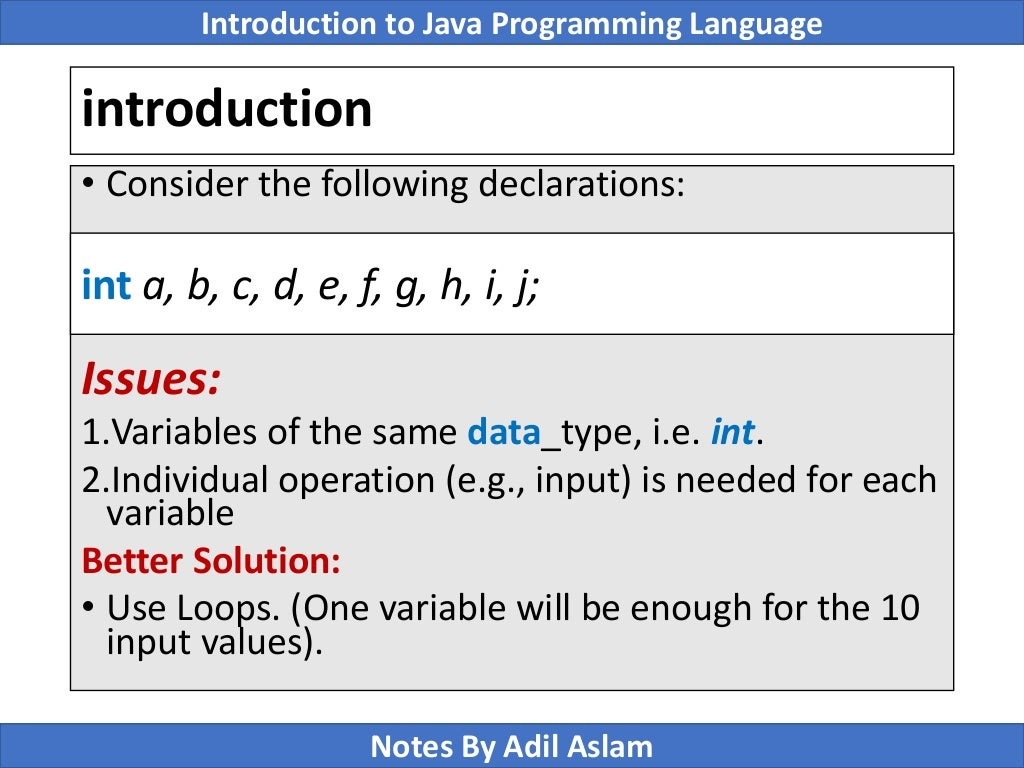 Introduction to Java Programming Language
introduction
• Consider the following declarations:
int a, b, c, d, e, f, g, h, i, j;
Issues:
1.Variables of the same data_type, i.e. int.
2.Individual operation (e.g., input) is needed for each
variable
Better Solution:
• Use Loops. (One variable will be enough for the 10
input values).
Notes By Adil Aslam